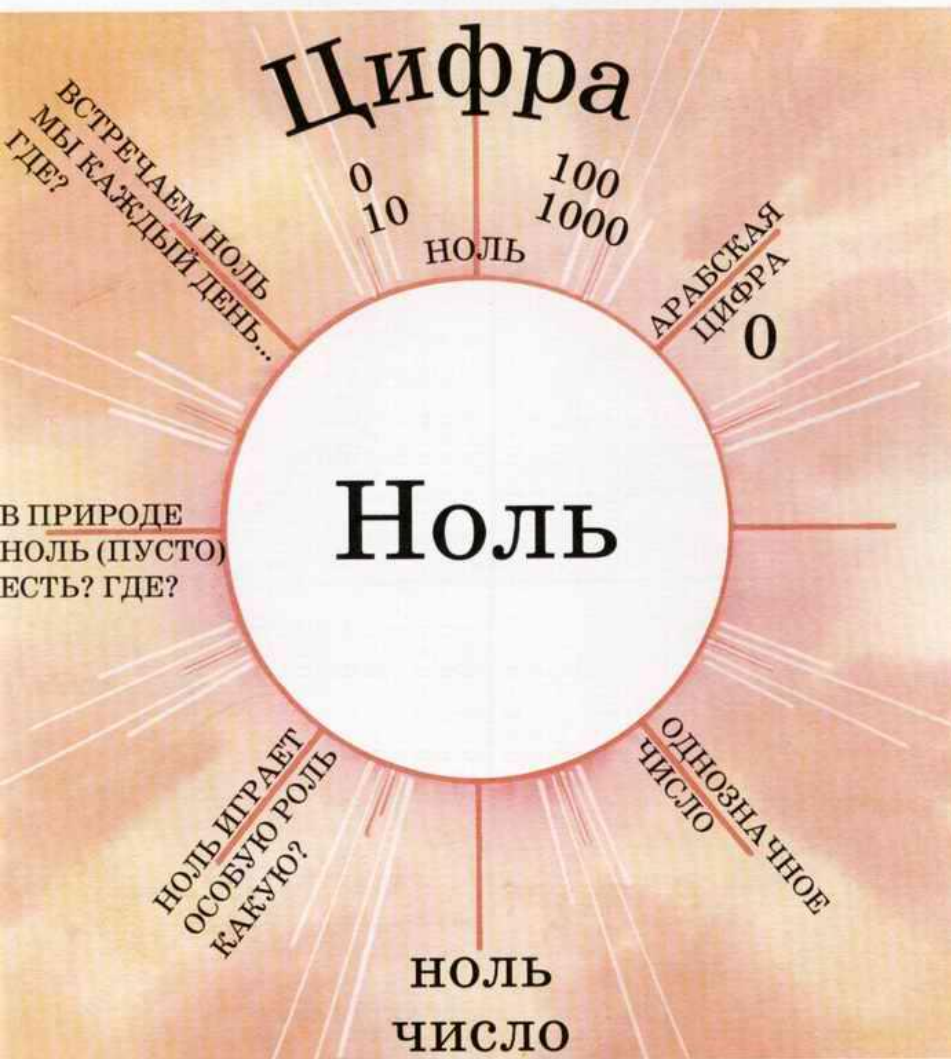 Цифра
0
10
НОЛЬ
100
1000
АРАБСКАЯ
ЦИФРА
0
ВСТРЕЧАЕМ НОЛЬ
МЫ КАЖДЫЙ ДЕНЬ...
ГДЕ?
В ПРИРОДЕ
НОЛЬ (ПУСТО)
ЕСТЬ? ГДЕ?
Ноль
НОЛЬ ИГРАЕТ
ОСОБУЮ РОЛЬ
КАКУЮ?
ОДНОЗНАЧНОЕ
ЧИСЛО
НОЛЬ
ЧИСЛО